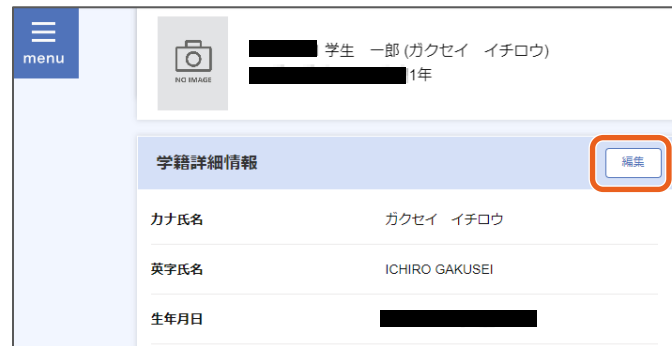 menu
NO IMAGE
学生 一郎 (ガクセイ イチロウ)
1年
学籍詳細情報 編集
カナ氏名 ガクセイ イチロウ
英字氏名 ICHIRO GAKUSEI
生年月日